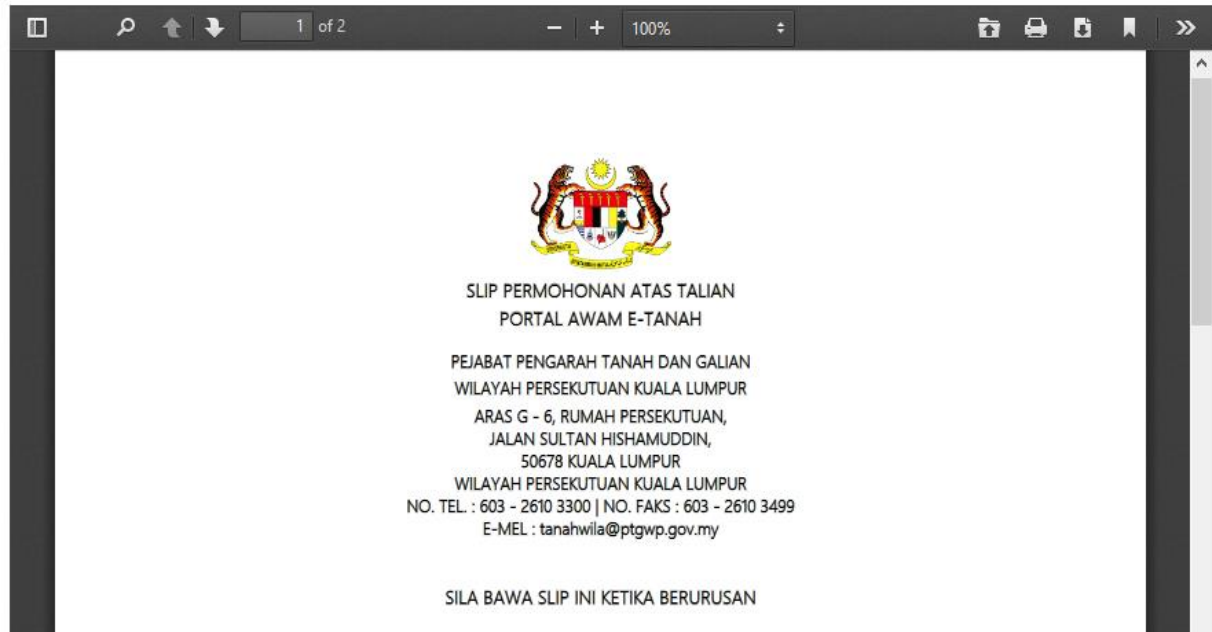 1 of 2
100%
SLIP PERMOHONAN ATAS TALIAN
PORTAL AWAM E-TANAH
PEJABAT PENGARAH TANAH DAN GALIAN
WILAYAH PERSEKUTUAN KUALA LUMPUR
ARAS G - 6, RUMAH PERSEKUTUAN,
JALAN SULTAN HISHAMUDDIN,
50678 KUALA LUMPUR
WILAYAH PERSEKUTUAN KUALA LUMPUR
NO. TEL. : 603 - 2610 3300 | NO. FAKS : 603 - 2610 3499
E-MEL : tanahwila@ptgwp.gov.my
SILA BAWA SLIP INI KETIKA BERURUSAN